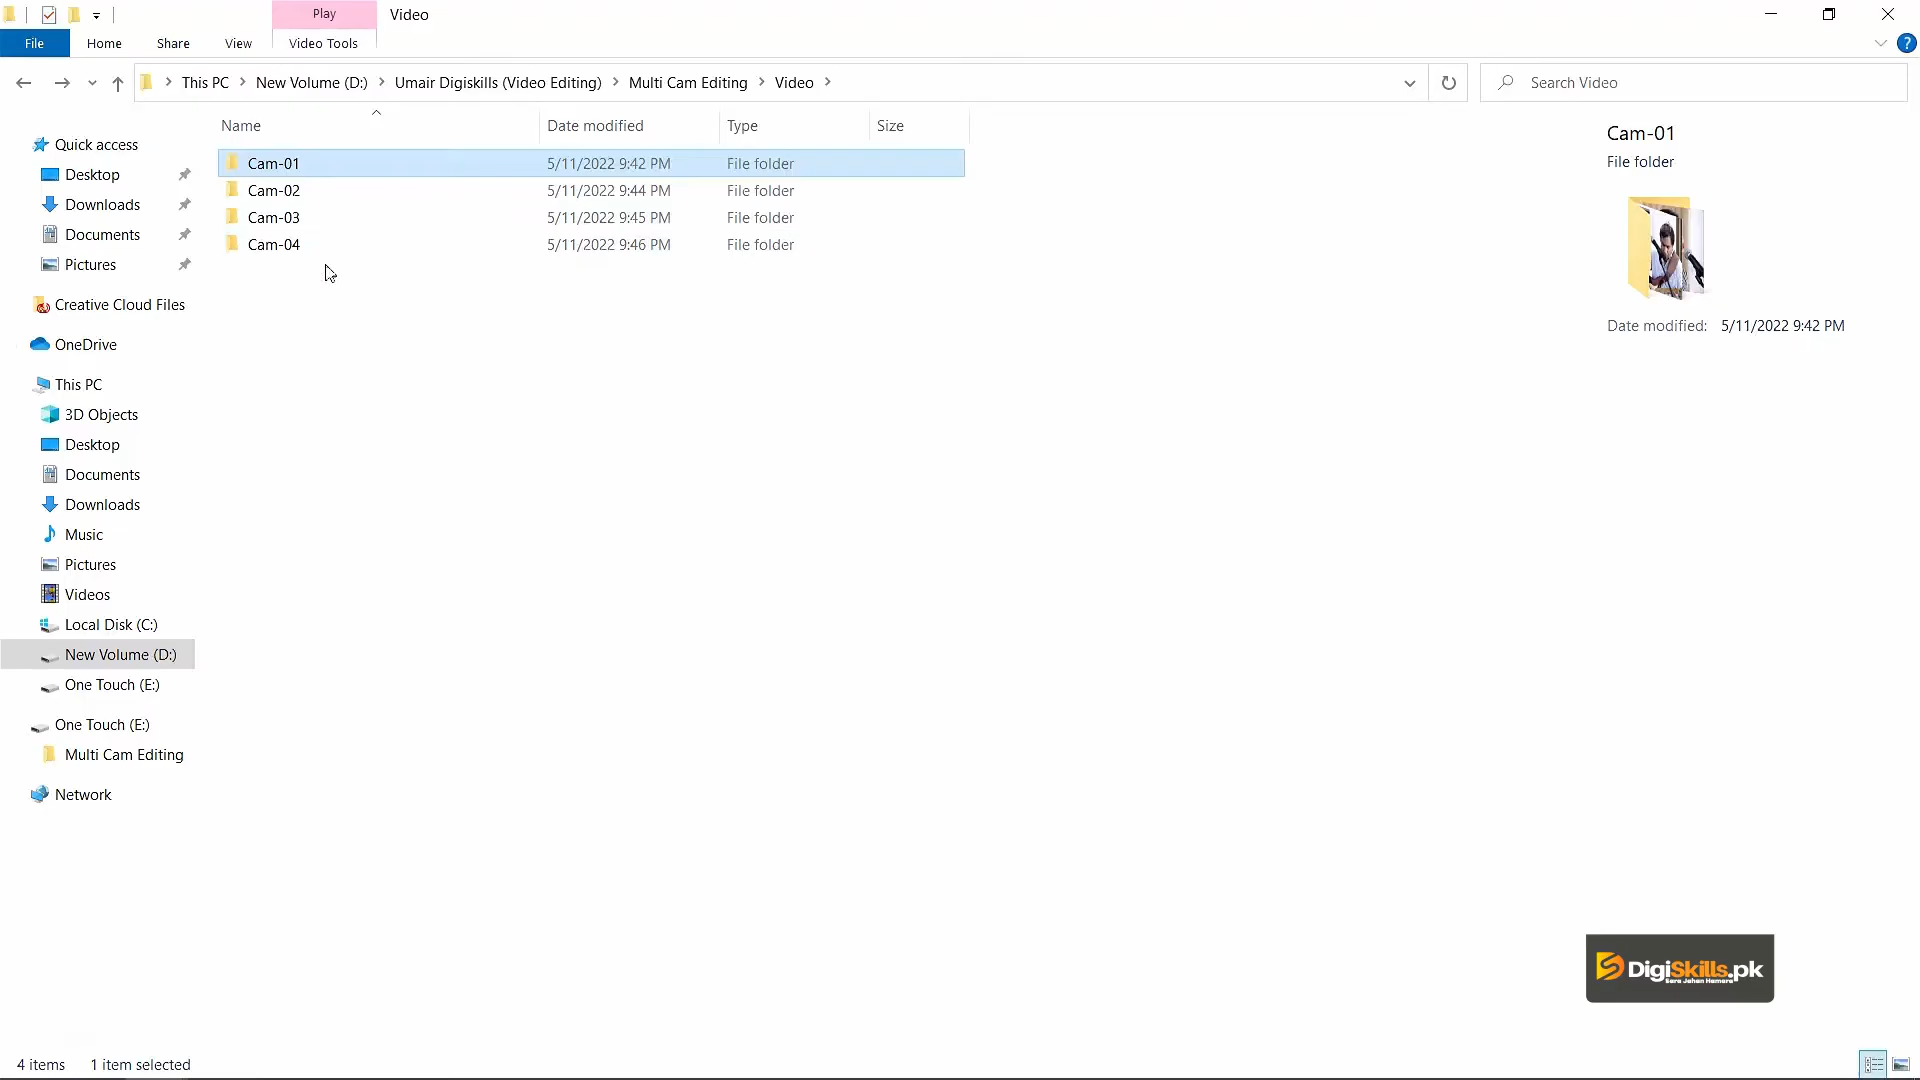 Play
Video
File
Home
Share
View
Video Tools
This PC
New Volume (D:)
Umair Digiskills (Video Editing)
Multi Cam Editing
Video
Search Video
Name
Date modified
Type
Size
Cam-01
5/11/2022 9:42 PM
File folder
Cam-02
5/11/2022 9:44 PM
File folder
Cam-03
5/11/2022 9:45 PM
File folder
Cam-04
5/11/2022 9:46 PM
File folder
Quick access
Desktop
Downloads
Documents
Pictures
Creative Cloud Files
OneDrive
This PC
3D Objects
Desktop
Documents
Downloads
Music
Pictures
Videos
Local Disk (C:)
New Volume (D:)
One Touch (E:)
One Touch (E:)
Multi Cam Editing
Network
Cam-01
File folder
Date modified: 5/11/2022 9:42 PM
DigiSkills.pk
Sara Jahan Hamara
4 items
1 item selected